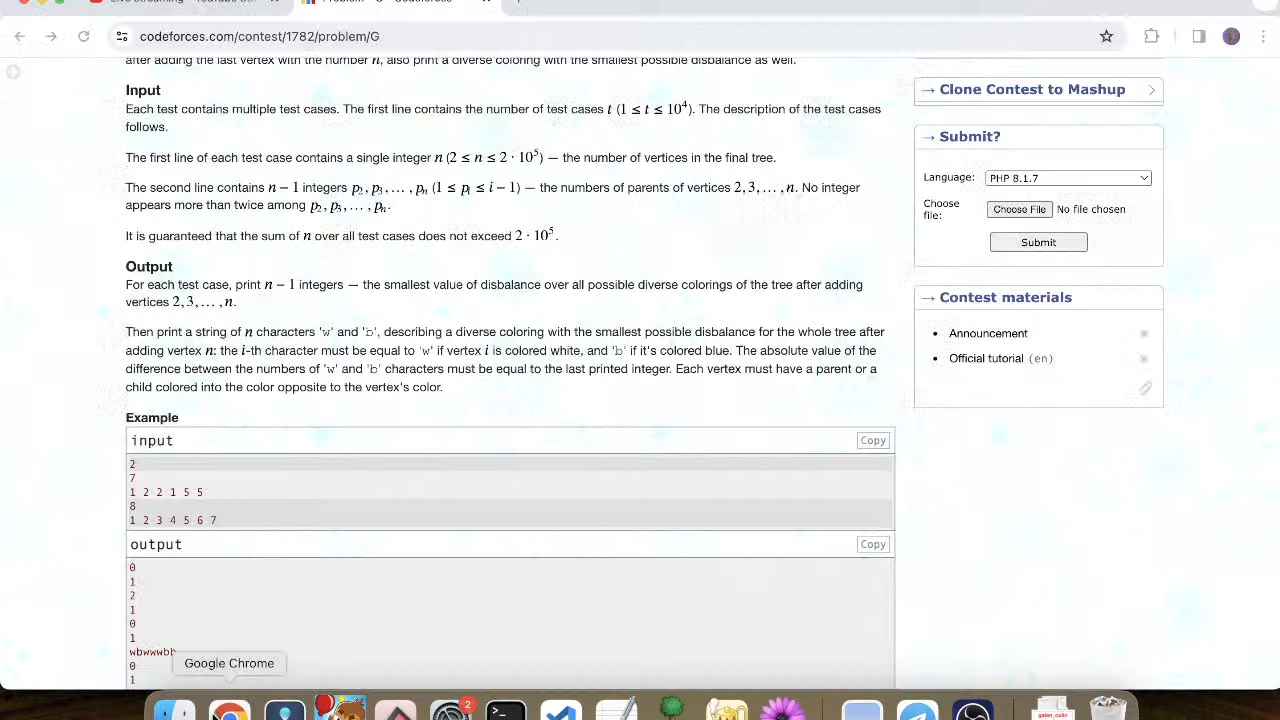 codeforces.com/contest/1782/problem/G
after adding the last vertex with the number n, also print a diverse coloring with the smallest possible disbalance as well.
Input
Each test contains multiple test cases. The first line contains the number of test cases t (1 ≤ t ≤ 10^4). The description of the test cases
follows.
The first line of each test case contains a single integer n (2 ≤ n ≤ 2 · 10^5) — the number of vertices in the final tree.
The second line contains n − 1 integers p2, p3, … , pn (1 ≤ pi ≤ i − 1) — the numbers of parents of vertices 2, 3, … , n. No integer
appears more than twice among p2, p3, … , pn.
It is guaranteed that the sum of n over all test cases does not exceed 2 · 10^5.
Output
For each test case, print n − 1 integers — the smallest value of disbalance over all possible diverse colorings of the tree after adding
vertices 2, 3, … , n.
Then print a string of n characters 'w' and 'b', describing a diverse coloring with the smallest possible disbalance for the whole tree after
adding vertex n: the i-th character must be equal to 'w' if vertex i is colored white, and 'b' if it's colored blue. The absolute value of the
difference between the numbers of 'w' and 'b' characters must be equal to the last printed integer. Each vertex must have a parent or a
child colored into the color opposite to the vertex's color.
Example
input
Copy
2
7
1 2 2 1 5 5
8
1 2 3 4 5 6 7
output
Copy
0
1
2
1
0
1
wbwwwbb
0
1
Google Chrome
→ Clone Contest to Mashup
→ Submit?
Language: PHP 8.1.7
Choose
file:
Choose File No file chosen
Submit
→ Contest materials
Announcement
Official tutorial (en)
2